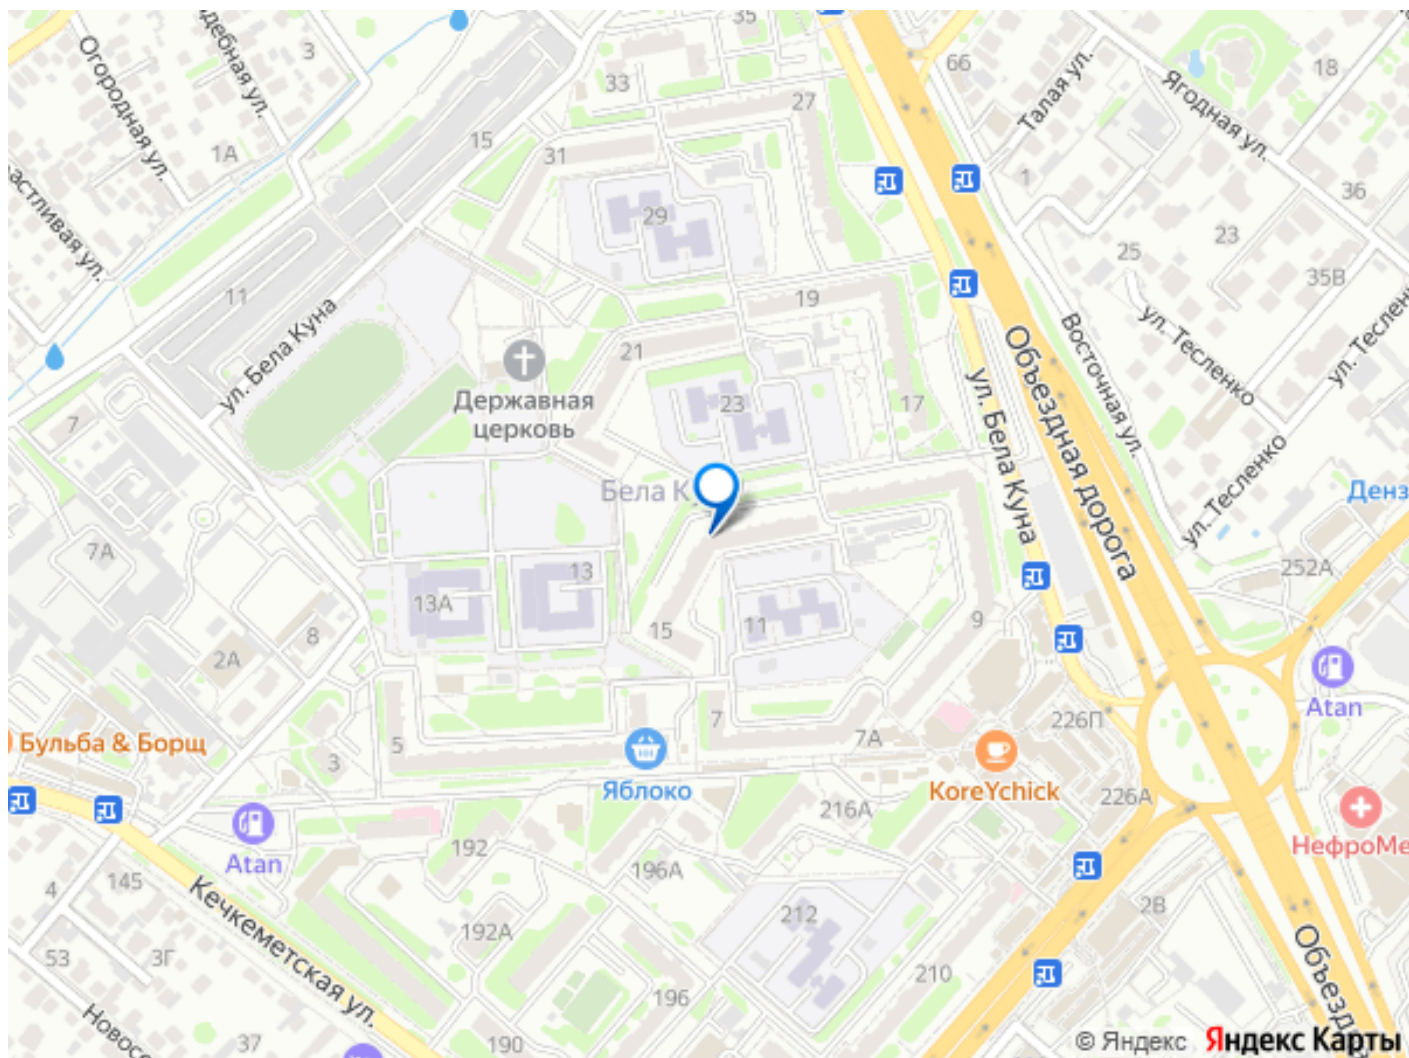 35
66
18
Огородная ул.
3
33
Талая ул.
Ягодная ул.
27
15
1А
31
1
36
29
25
23
35В
11
ул. Бела Куна
19
ул. Тесленко
ул. Тесленко
21
Объездная дорога
Восточная ул.
Державная
церковь
23
17
ул. Бела Куна
7
ул. Тесленко
Бела К
Денз
7А
252А
13
13А
15
11
9
8
2А
Atan
7
226П
Бульба & Борщ
5
3
7А
Яблоко
KoreYchick
226А
216А
Atan
192
НефроМе
196А
4
145
Кечкеметская ул.
212
2В
192А
53
3Г
210
196
Объезд
37
190
© Яндекс Яндекс Карты